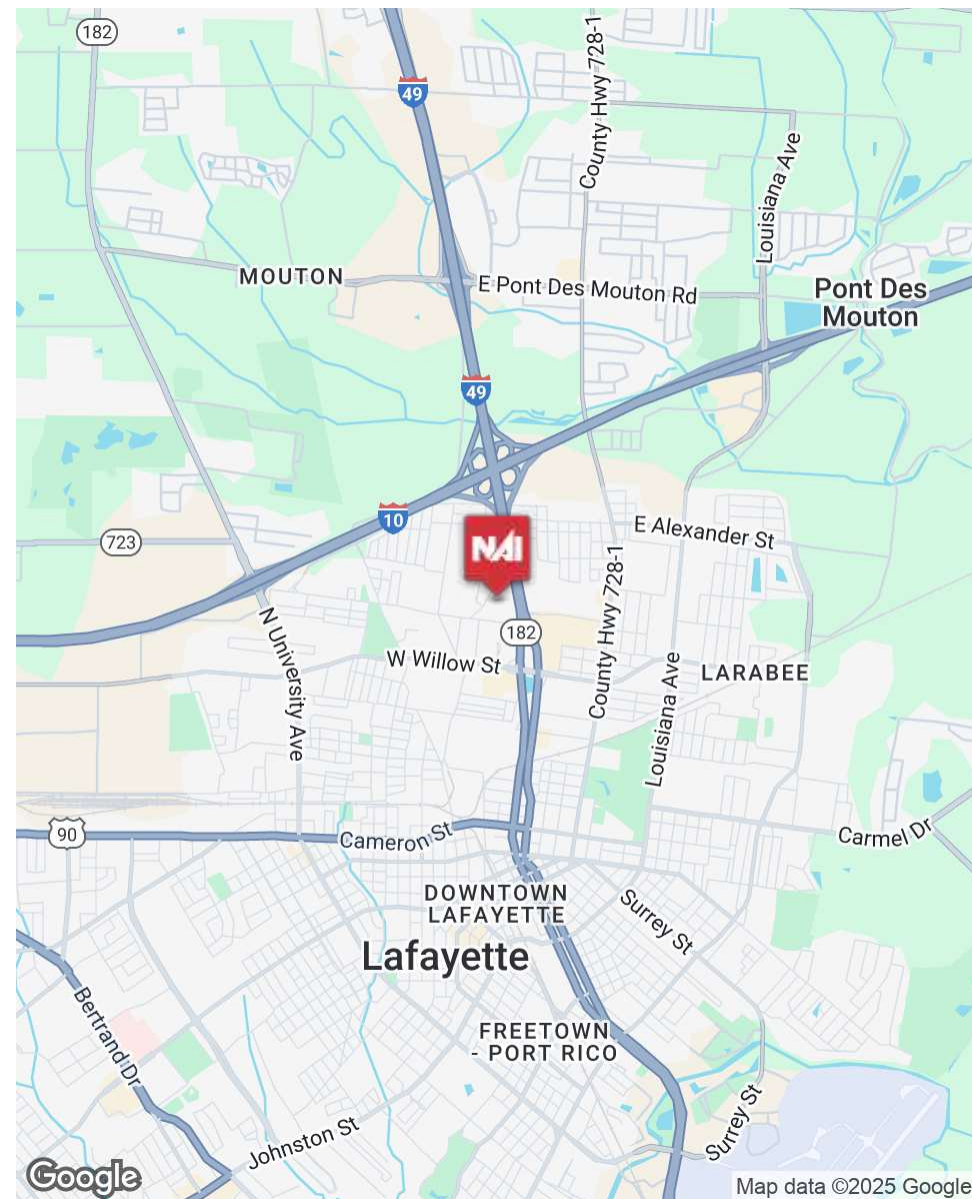 182
49
County Hwy 728-1
Louisiana Ave
MOUTON
E Pont Des Mouton Rd
Pont Des
Mouton
49
10
723
E Alexander St
NAI
182
County Hwy 728-1
N University Ave
W Willow St
LARABEE
Louisiana Ave
90
Cameron St
Carmel Dr
DOWNTOWN
LAFAYETTE
Surrey St
Lafayette
Bertrand Dr
FREETOWN
- PORT RICO
Surrey St
Johnston St
Google
Map data ©2025 Google